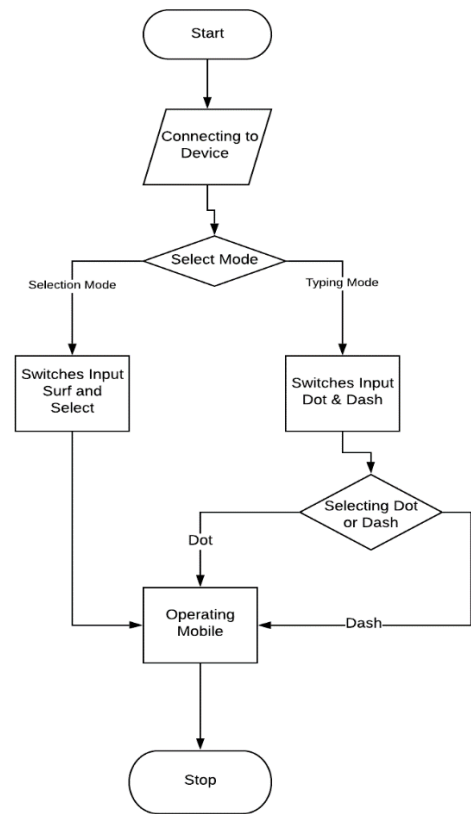 Start
Connecting to
Device
Select Mode
Selection Mode
Typing Mode
Switches Input
Surf and
Select
Switches Input
Dot & Dash
Selecting Dot
or Dash
Dot
Operating
Mobile
Dash
Stop